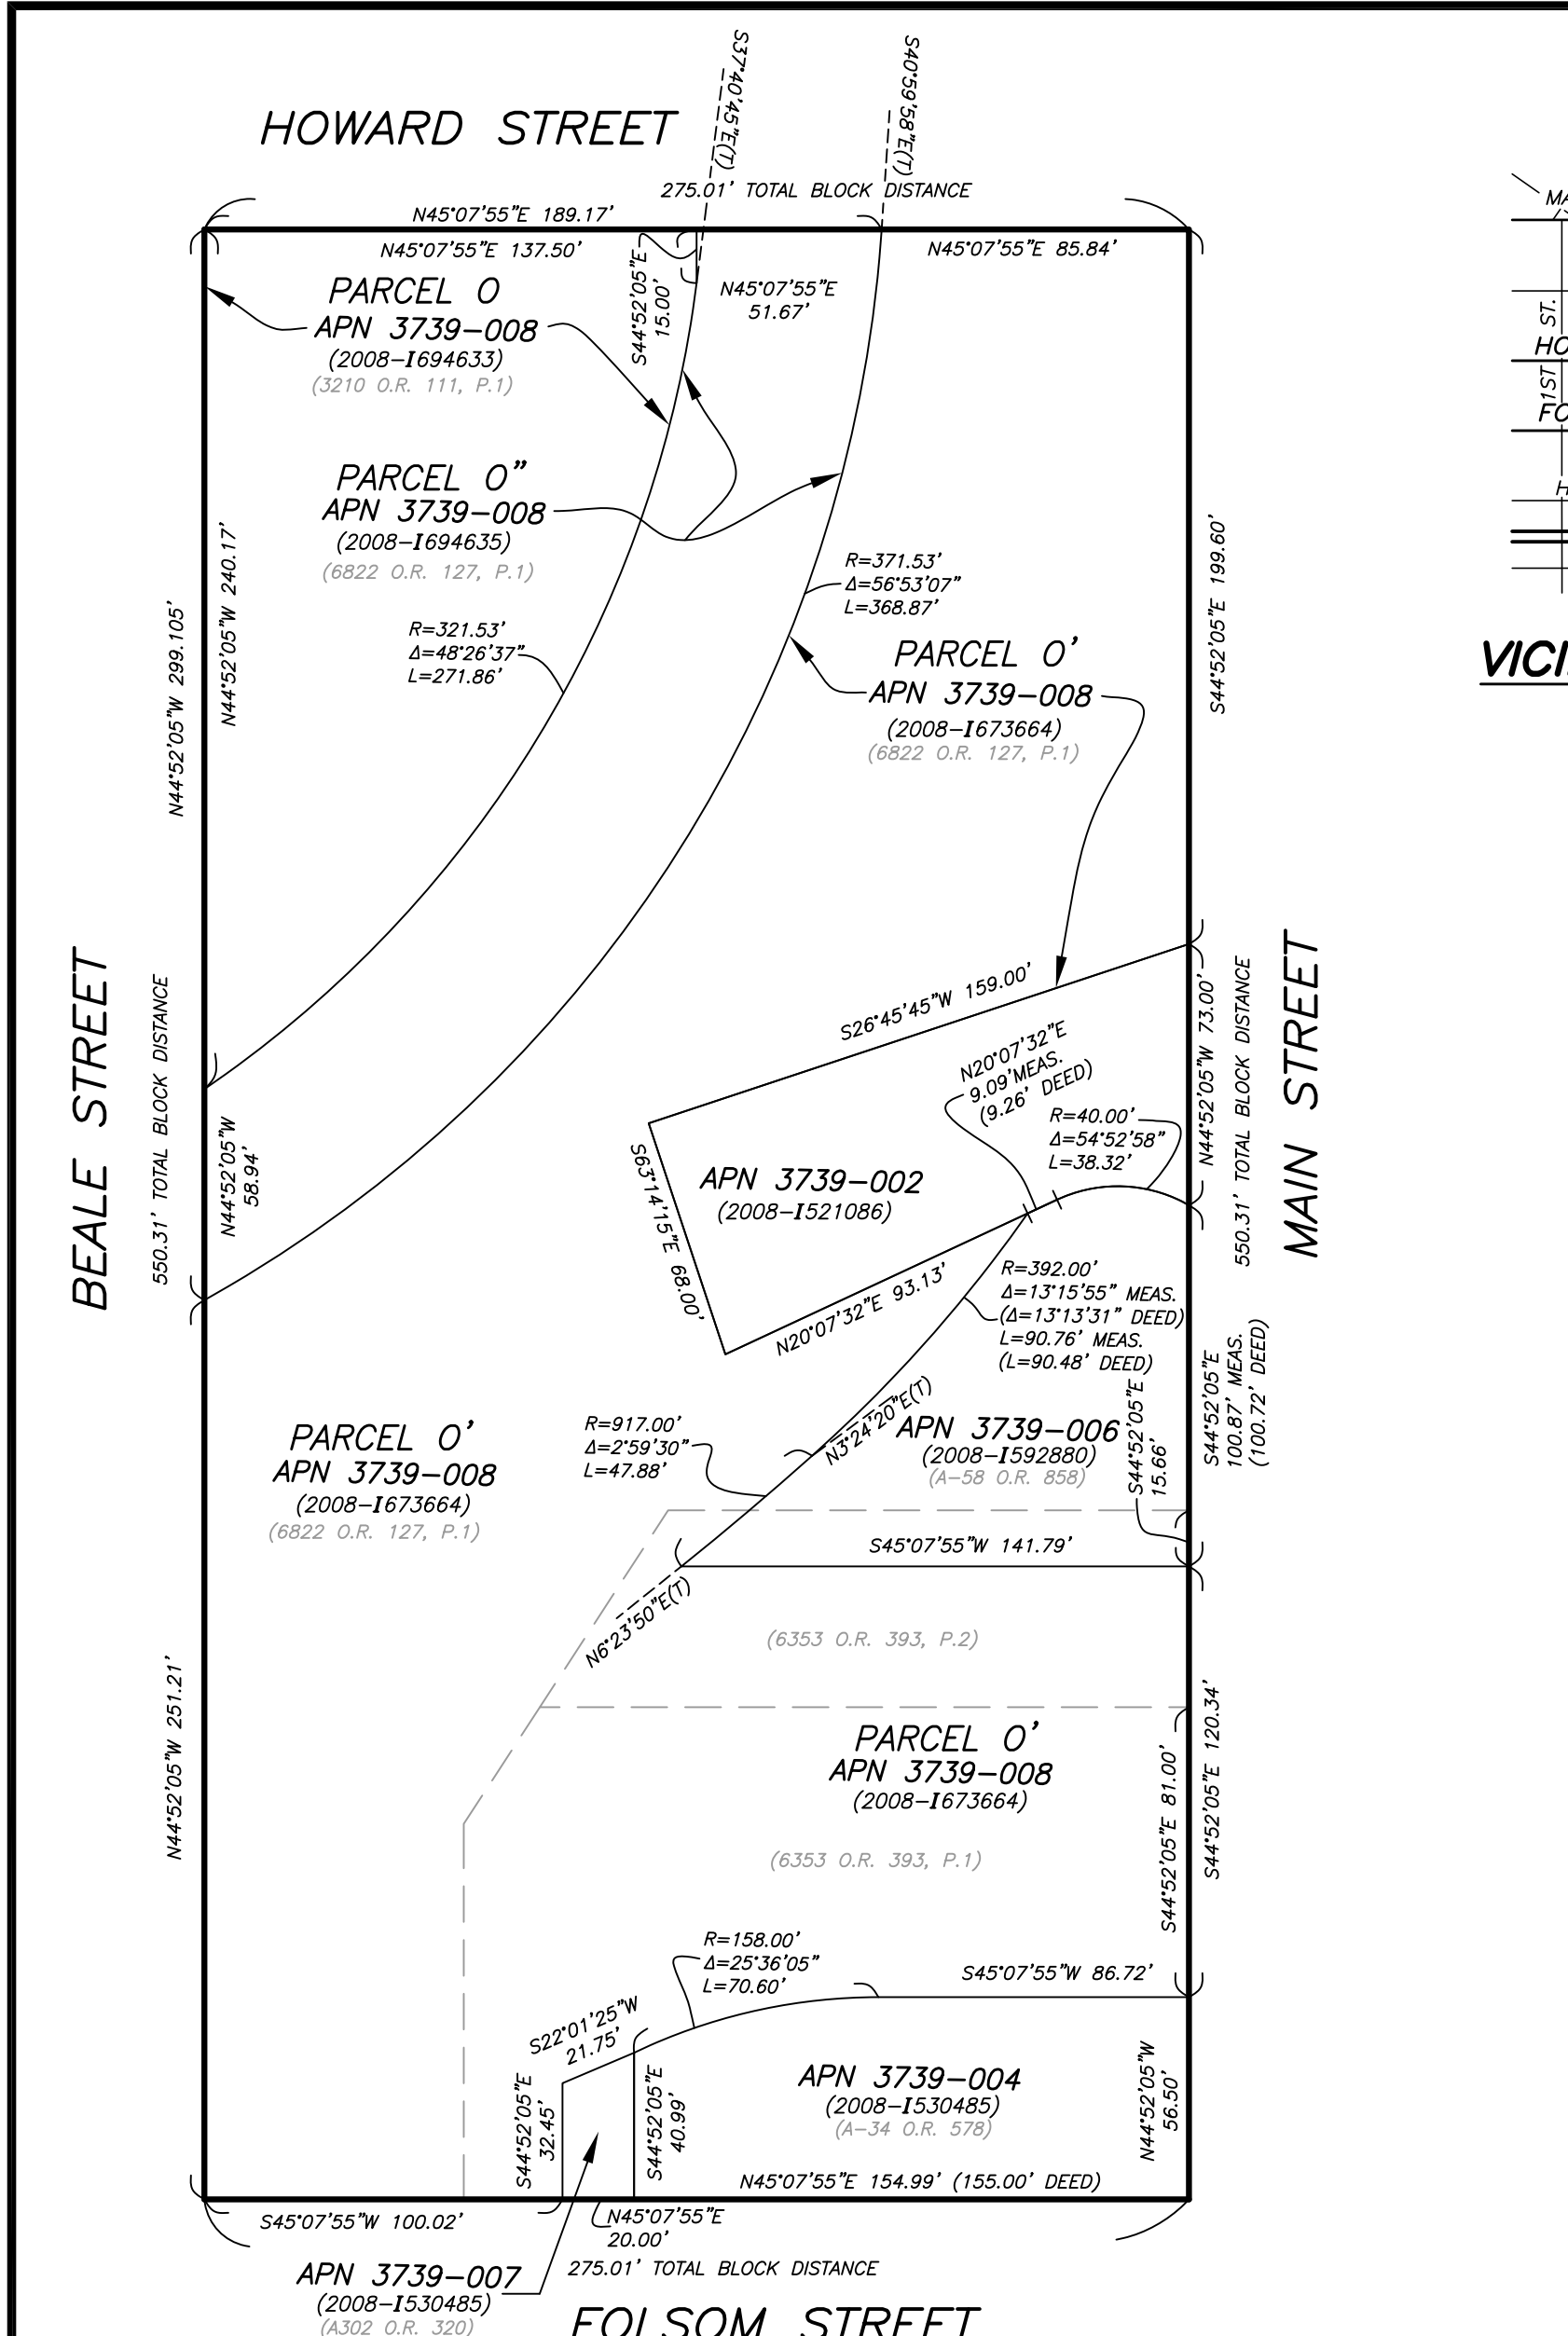 S37°40'45"E(T)
S40°59'58"E(T)
HOWARD STREET
275.01' TOTAL BLOCK DISTANCE
N45°07'55"E 189.17'
N45°07'55"E 137.50'
N45°07'55"E 85.84'
S44°52'05"E
15.00'
N45°07'55"E
51.67'
PARCEL O
APN 3739-008
(2008-I694633)
(3210 O.R. 111, P.1)
PARCEL O"
APN 3739-008
(2008-I694635)
(6822 O.R. 127, P.1)
R=371.53'
Δ=56°53'07"
L=368.87'
R=321.53'
Δ=48°26'37"
L=271.86'
PARCEL O'
APN 3739-008
(2008-I673664)
(6822 O.R. 127, P.1)
N44°52'05"W 299.105'
N44°52'05"W 240.17'
S44°52'05"E 199.60'
1ST ST.
1ST
HO
FO
H
VICI
BEALE STREET
550.31' TOTAL BLOCK DISTANCE
N44°52'05"W
58.94'
S26°45'45"W 159.00'
N20°07'32"E
9.09'MEAS.
(9.26' DEED)
R=40.00'
Δ=54°52'58"
L=38.32'
N44°52'05"W 73.00'
550.31' TOTAL BLOCK DISTANCE
MAIN STREET
S63°14'15"E 68.00'
APN 3739-002
(2008-I521086)
N20°07'32"E 93.13'
R=392.00'
Δ=13°15'55" MEAS.
(Δ=13°13'31" DEED)
L=90.76' MEAS.
(L=90.48' DEED)
S44°52'05"E
100.87' MEAS.
(100.72' DEED)
N3°24'20"E(T)
APN 3739-006
(2008-I592880)
(A-58 O.R. 858)
S44°52'05"E
15.66'
R=917.00'
Δ=2°59'30"
L=47.88'
PARCEL O'
APN 3739-008
(2008-I673664)
(6822 O.R. 127, P.1)
S45°07'55"W 141.79'
N6°23'50"E(T)
(6353 O.R. 393, P.2)
N44°52'05"W 251.21'
PARCEL O'
APN 3739-008
(2008-I673664)
(6353 O.R. 393, P.1)
S44°52'05"E 81.00'
S44°52'05"E 120.34'
R=158.00'
Δ=25°36'05"
L=70.60'
S45°07'55"W 86.72'
S22°01'25"W
21.75'
S44°52'05"E
32.45'
S44°52'05"E
40.99'
APN 3739-004
(2008-I530485)
(A-34 O.R. 578)
N44°52'05"W
56.50'
N45°07'55"E 154.99' (155.00' DEED)
S45°07'55"W 100.02'
N45°07'55"E
20.00'
275.01' TOTAL BLOCK DISTANCE
APN 3739-007
(2008-I530485)
(A302 O.R. 320)
FOLSOM STREET